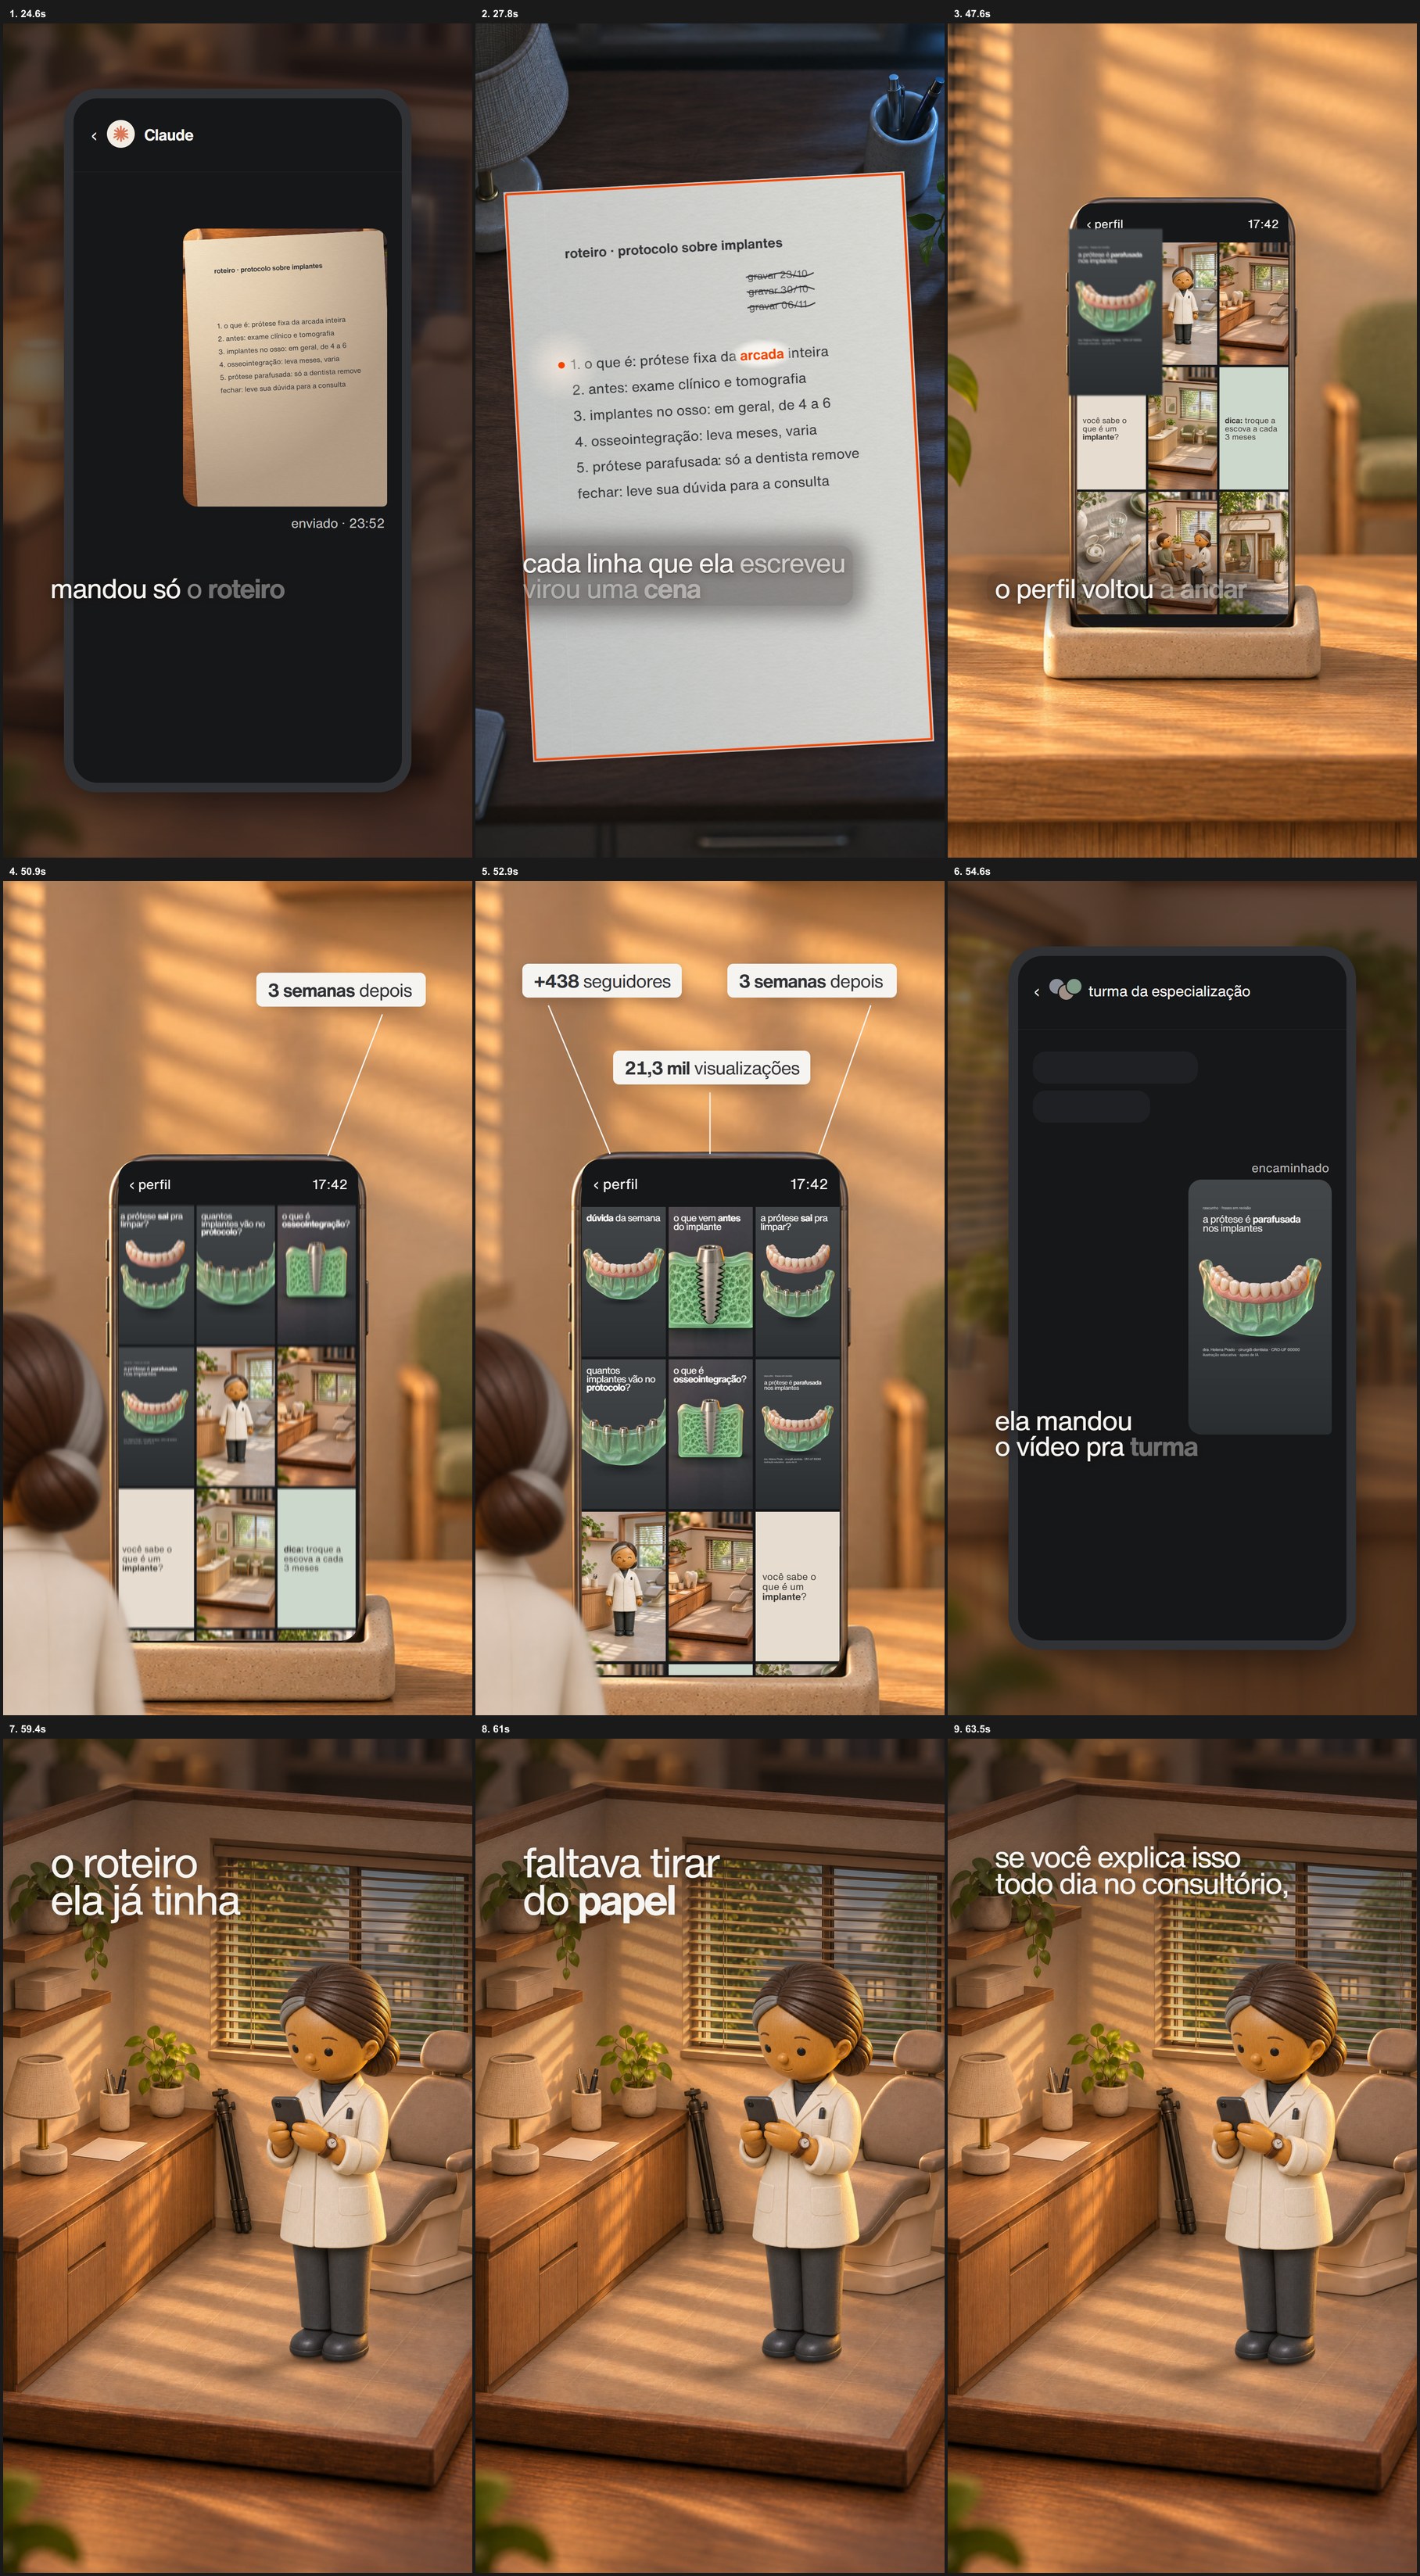 1. 24.6s
‹ Claude
roteiro · protocolo sobre implantes
1. o que é: prótese fixa da arcada inteira
2. antes: exame clínico e tomografia
3. implantes no osso: em geral, de 4 a 6
4. osseointegração: leva meses, varia
5. prótese parafusada: só a dentista remove
fechar: leve sua dúvida para a consulta
enviado · 23:52
mandou só o roteiro
2. 27.8s
roteiro · protocolo sobre implantes
gravar 23/10
gravar 30/10
gravar 06/11
1. o que é: prótese fixa da arcada inteira
2. antes: exame clínico e tomografia
3. implantes no osso: em geral, de 4 a 6
4. osseointegração: leva meses, varia
5. prótese parafusada: só a dentista remove
fechar: leve sua dúvida para a consulta
cada linha que ela escreveu
virou uma cena
3. 47.6s
‹ perfil
17:42
a prótese é parafusada
nos implantes
você sabe o
que é um
implante?
dica: troque a
escova a cada
3 meses
o perfil voltou a andar
4. 50.9s
3 semanas depois
‹ perfil
17:42
a prótese sai pra
limpar?
quantos
implantes vão no
protocolo?
o que é
osseointegração?
a prótese é parafusada
nos implantes
você sabe o
que é um
implante?
dica: troque a
escova a cada
3 meses
5. 52.9s
+438 seguidores
3 semanas depois
21,3 mil visualizações
‹ perfil
17:42
dúvida da semana
o que vem antes
do implante
a prótese sai pra
limpar?
quantos
implantes vão no
protocolo?
o que é
osseointegração?
a prótese é parafusada
nos implantes
você sabe o
que é um
implante?
6. 54.6s
‹ turma da especialização
encaminhado
a prótese é parafusada
nos implantes
ela mandou
o vídeo pra turma
7. 59.4s
o roteiro
ela já tinha
8. 61s
faltava tirar
do papel
9. 63.5s
se você explica isso
todo dia no consultório,